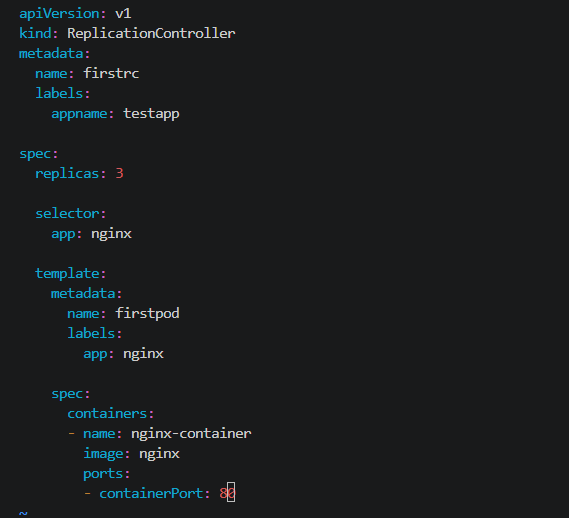 apiVersion: v1
kind: ReplicationController
metadata:
  name: firstrc
  labels:
    appname: testapp

spec:
  replicas: 3

  selector:
    app: nginx

  template:
    metadata:
      name: firstpod
      labels:
        app: nginx

    spec:
      containers:
      - name: nginx-container
        image: nginx
        ports:
        - containerPort: 80
~